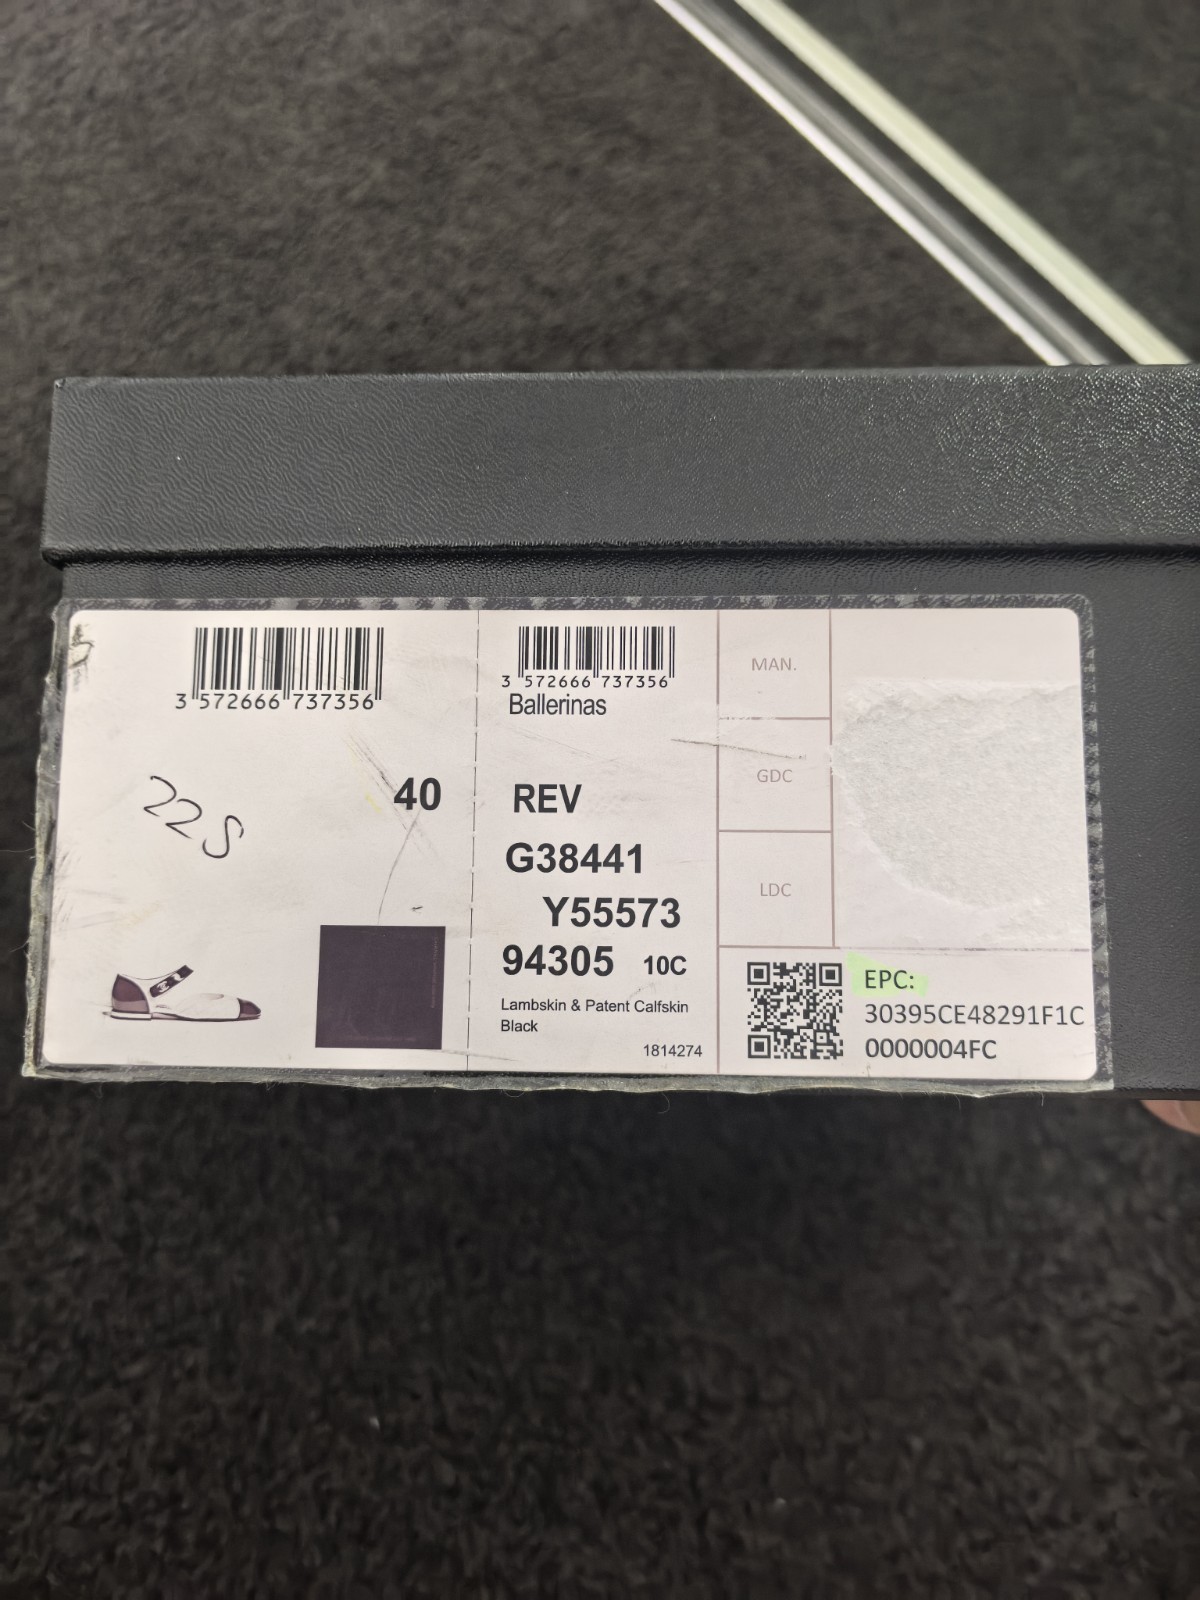 3 572666 737356
22S
40
3 572666 737356
Ballerinas
REV
G38441
Y55573
94305 10C
Lambskin & Patent Calfskin
Black
1814274
MAN.
GDC
LDC
EPC:
30395CE48291F1C
0000004FC